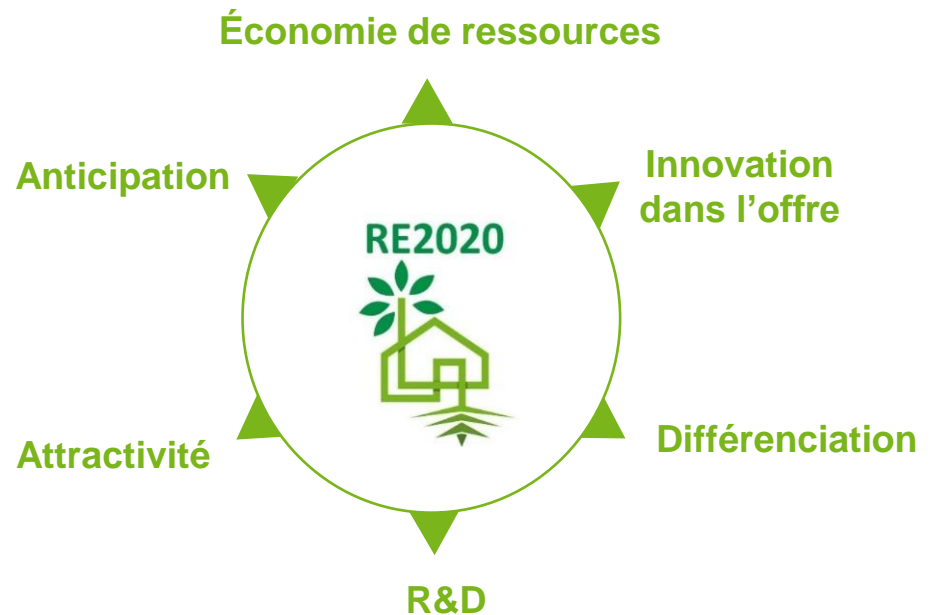 Économie de ressources
Anticipation
Innovation
dans l’offre
RE2020
Attractivité
Différenciation
R&D